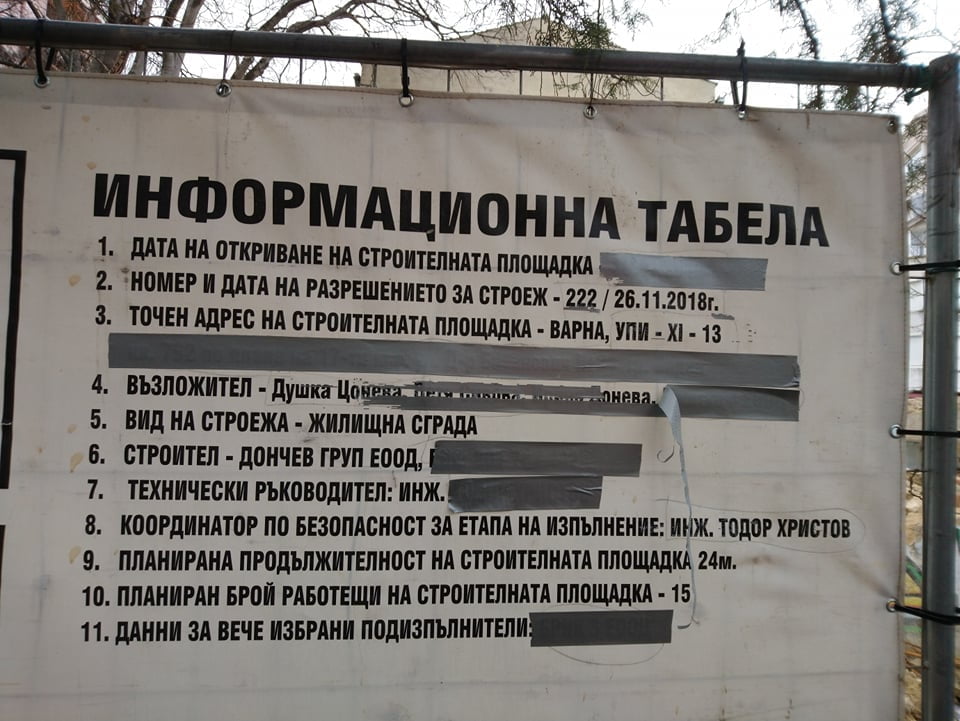 ИНФОРМАЦИОННА ТАБЕЛА
1. ДАТА НА ОТКРИВАНЕ НА СТРОИТЕЛНАТА ПЛОЩАДКА
2. НОМЕР И ДАТА НА РАЗРЕШЕНИЕТО ЗА СТРОЕЖ - 222 / 26.11.2018г.
3. ТОЧЕН АДРЕС НА СТРОИТЕЛНАТА ПЛОЩАДКА - ВАРНА, УПИ - XI - 13
4. ВЪЗЛОЖИТЕЛ - Душка Цонева,
5. ВИД НА СТРОЕЖА - ЖИЛИЩНА СГРАДА
6. СТРОИТЕЛ - ДОНЧЕВ ГРУП ЕООД,
7. ТЕХНИЧЕСКИ РЪКОВОДИТЕЛ: ИНЖ.
8. КООРДИНАТОР ПО БЕЗОПАСНОСТ ЗА ЕТАПА НА ИЗПЪЛНЕНИЕ: ИНЖ. ТОДОР ХРИСТОВ
9. ПЛАНИРАНА ПРОДЪЛЖИТЕЛНОСТ НА СТРОИТЕЛНАТА ПЛОЩАДКА 24м.
10. ПЛАНИРАН БРОЙ РАБОТЕЩИ НА СТРОИТЕЛНАТА ПЛОЩАДКА - 15
11. ДАННИ ЗА ВЕЧЕ ИЗБРАНИ ПОДИЗПЪЛНИТЕЛИ: